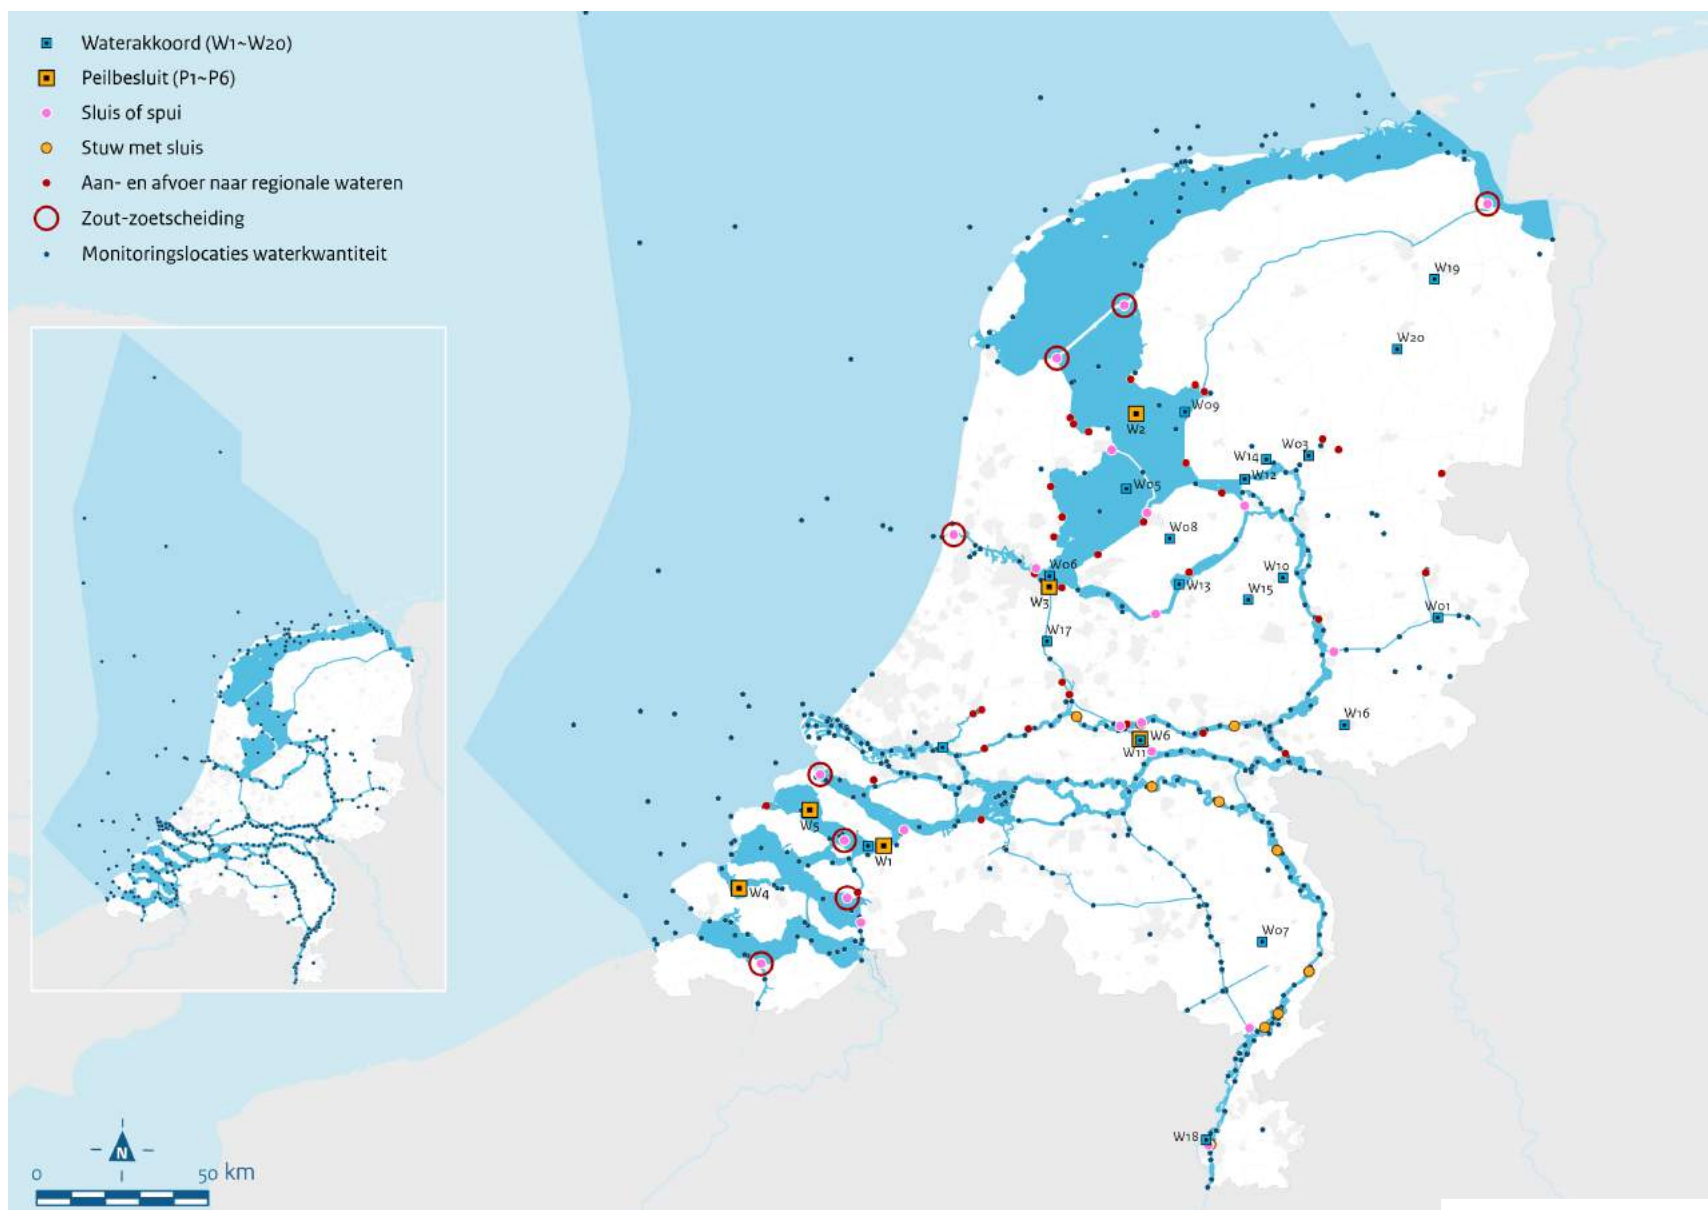 Waterakkoord (W1~W20)
Peilbesluit (P1~P6)
Sluis of spui
Stuw met sluis
Aan- en afvoer naar regionale wateren
Zout-zoetscheiding
Monitoringslocaties waterkwantiteit
W19
W20
W09
W2
W03
W14
W12
W05
W08
W06
W10
W13
W3
W15
W01
W17
W16
W6
W11
W5
W1
W4
W07
W18
N
0 50 km